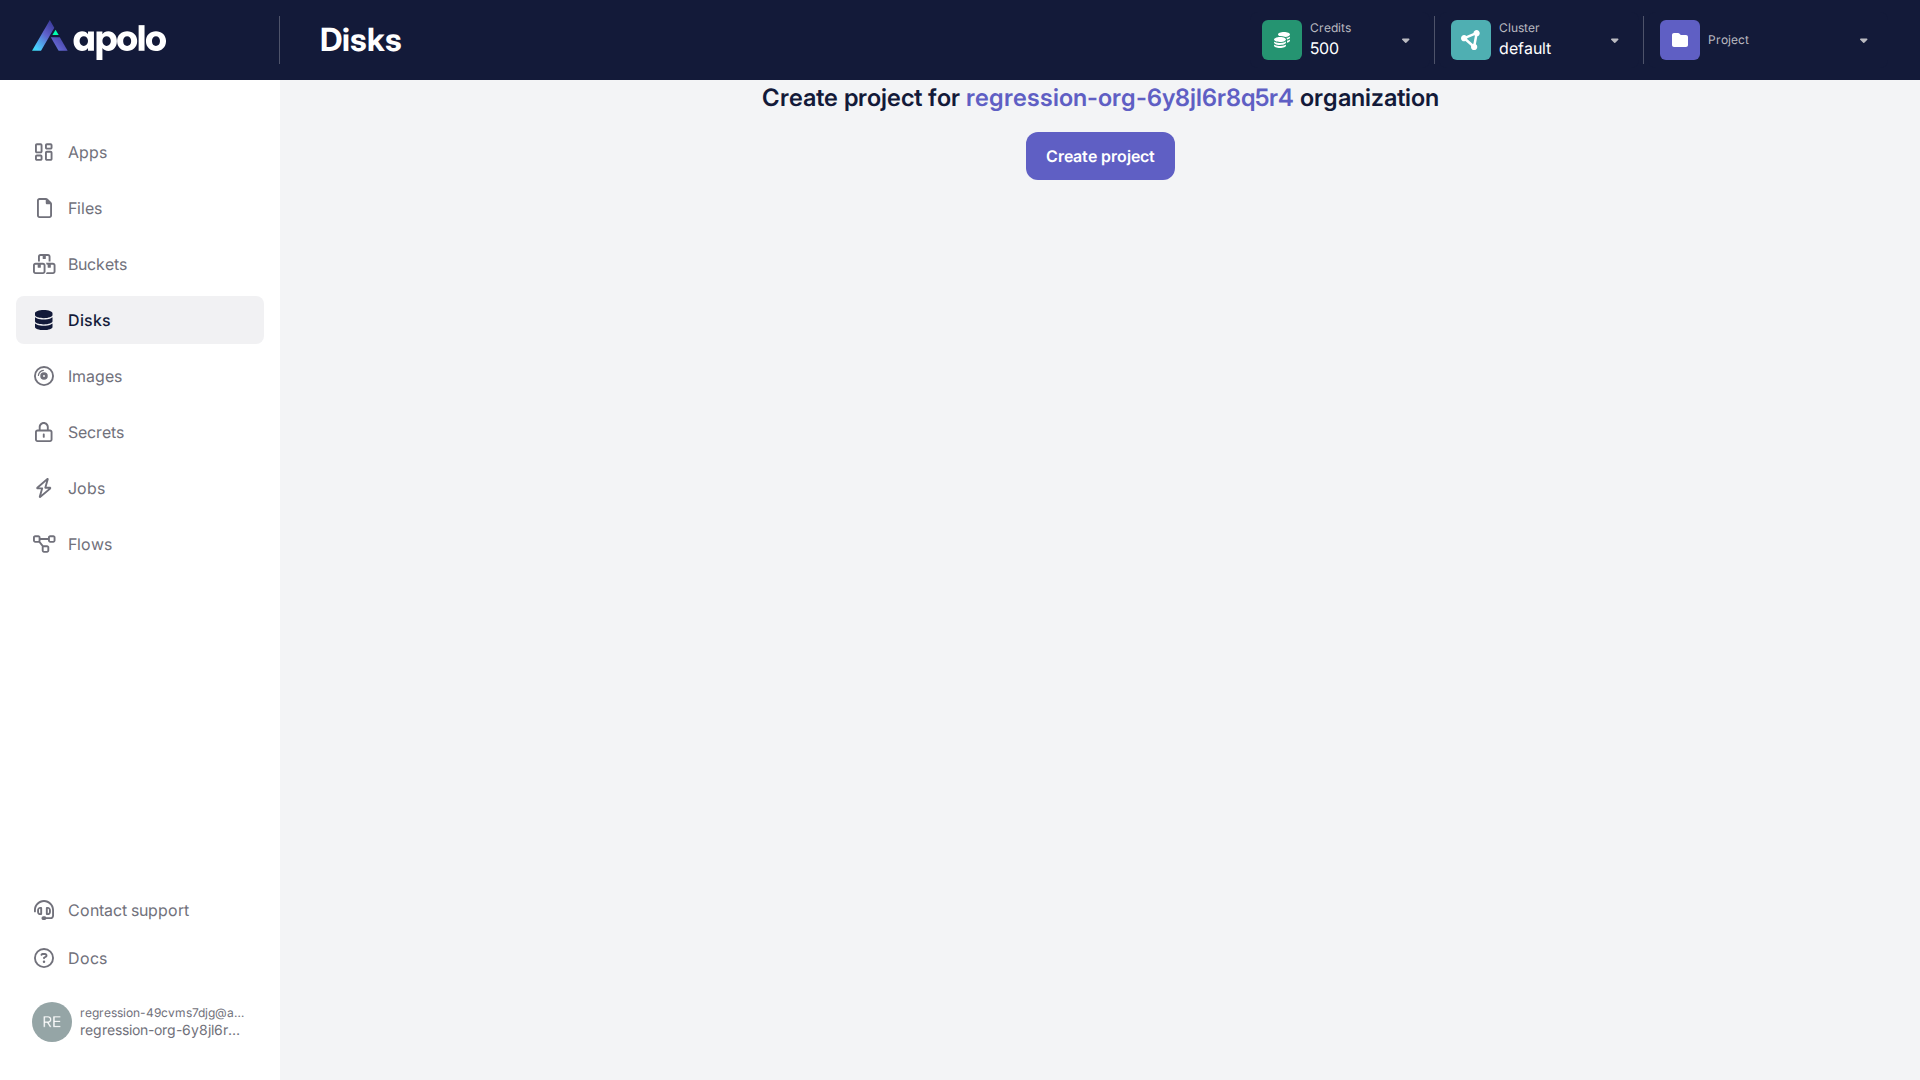 apolo
Disks
Credits
500
Cluster
default
Project
Create project for regression-org-6y8jl6r8q5r4 organization
Create project
Apps
Files
Buckets
Disks
Images
Secrets
Jobs
Flows
Contact support
Docs
RE
regression-49cvms7djg@a...
regression-org-6y8jl6r...